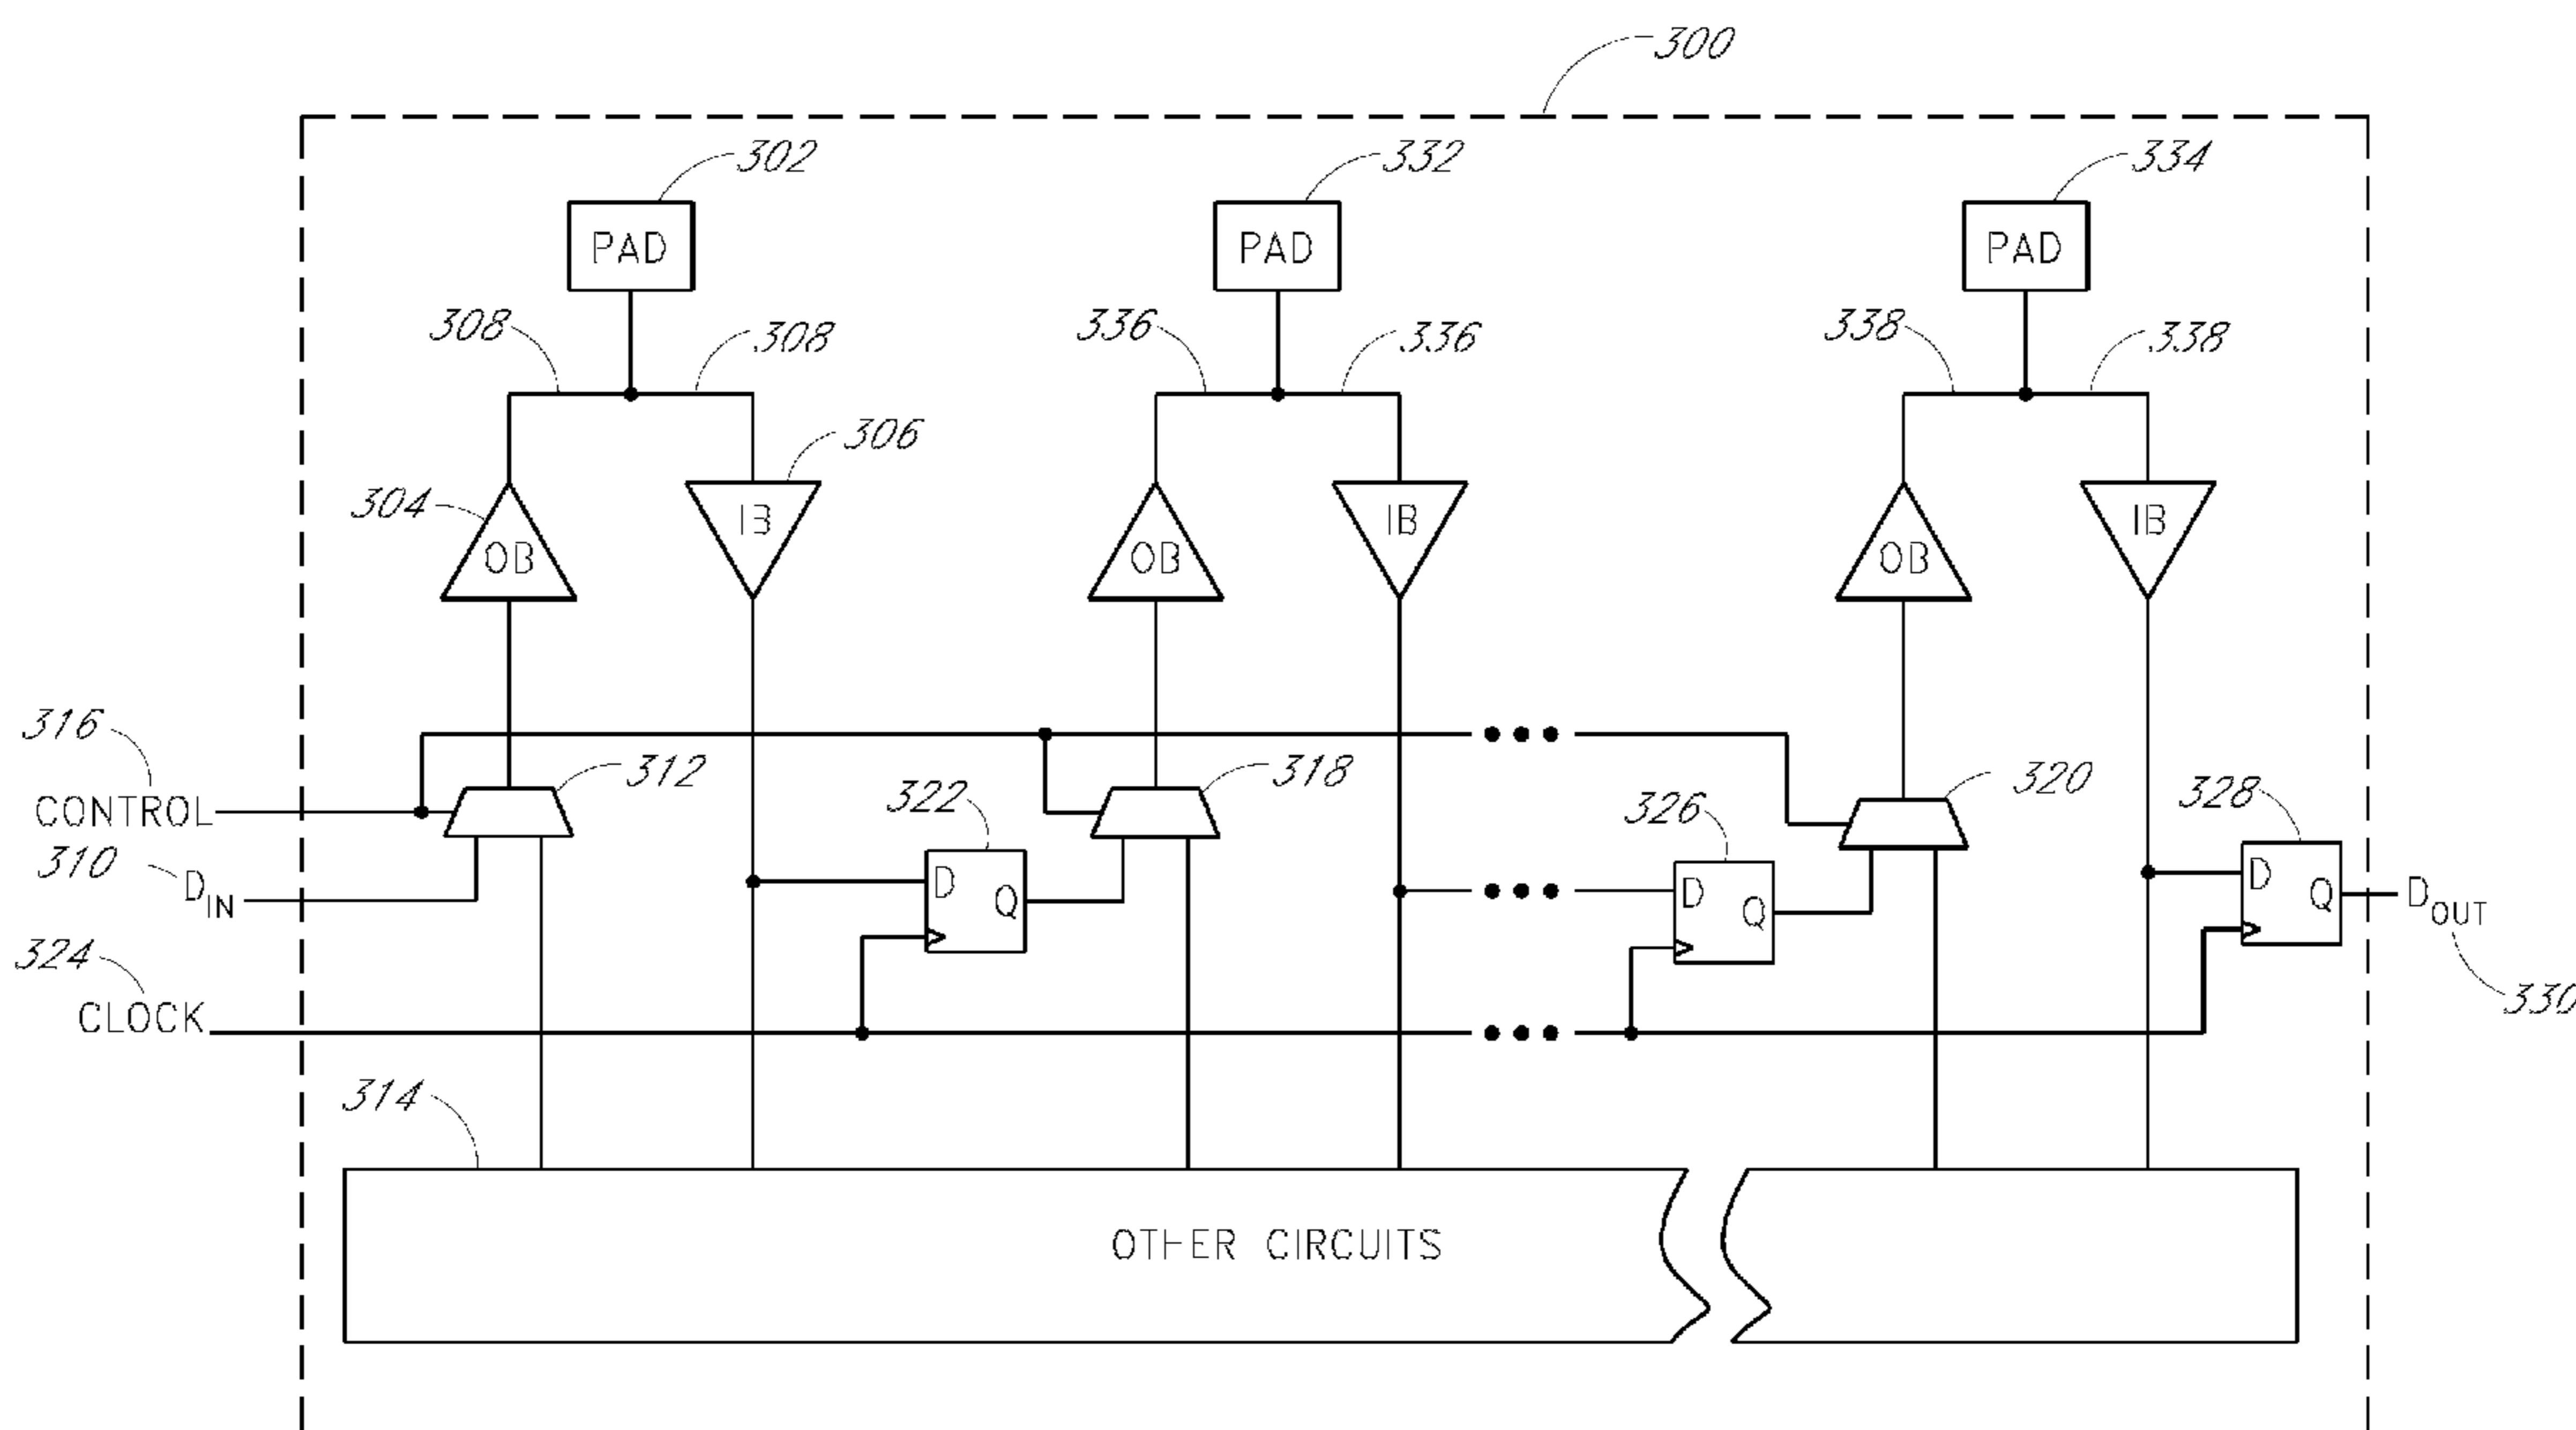 300
302 332 334
PAD PAD PAD
308 308 336 336 338 338
306
304
IB IB IB
OB OB OB
316
312 318 320
322 326 328
CONTROL
310
D Q D Q D Q
DIN DOUT
324
CLOCK
330
314
OTHER CIRCUITS